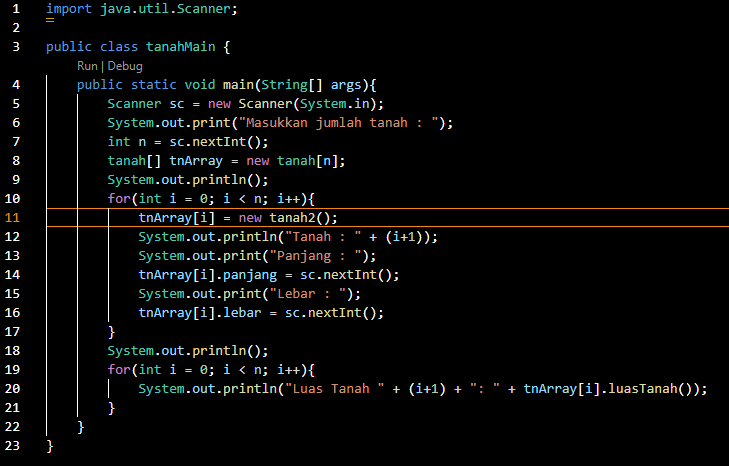 1 import java.util.Scanner;
2
3 public class tanahMain {
Run | Debug
4 public static void main(String[] args){
5 Scanner sc = new Scanner(System.in);
6 System.out.print("Masukkan jumlah tanah : ");
7 int n = sc.nextInt();
8 tanah[] tnArray = new tanah[n];
9 System.out.println();
10 for(int i = 0; i < n; i++){
11 tnArray[i] = new tanah2();
12 System.out.println("Tanah : " + (i+1));
13 System.out.print("Panjang : ");
14 tnArray[i].panjang = sc.nextInt();
15 System.out.print("Lebar : ");
16 tnArray[i].lebar = sc.nextInt();
17 }
18 System.out.println();
19 for(int i = 0; i < n; i++){
20 System.out.println("Luas Tanah " + (i+1) + ": " + tnArray[i].luasTanah());
21 }
22 }
23 }